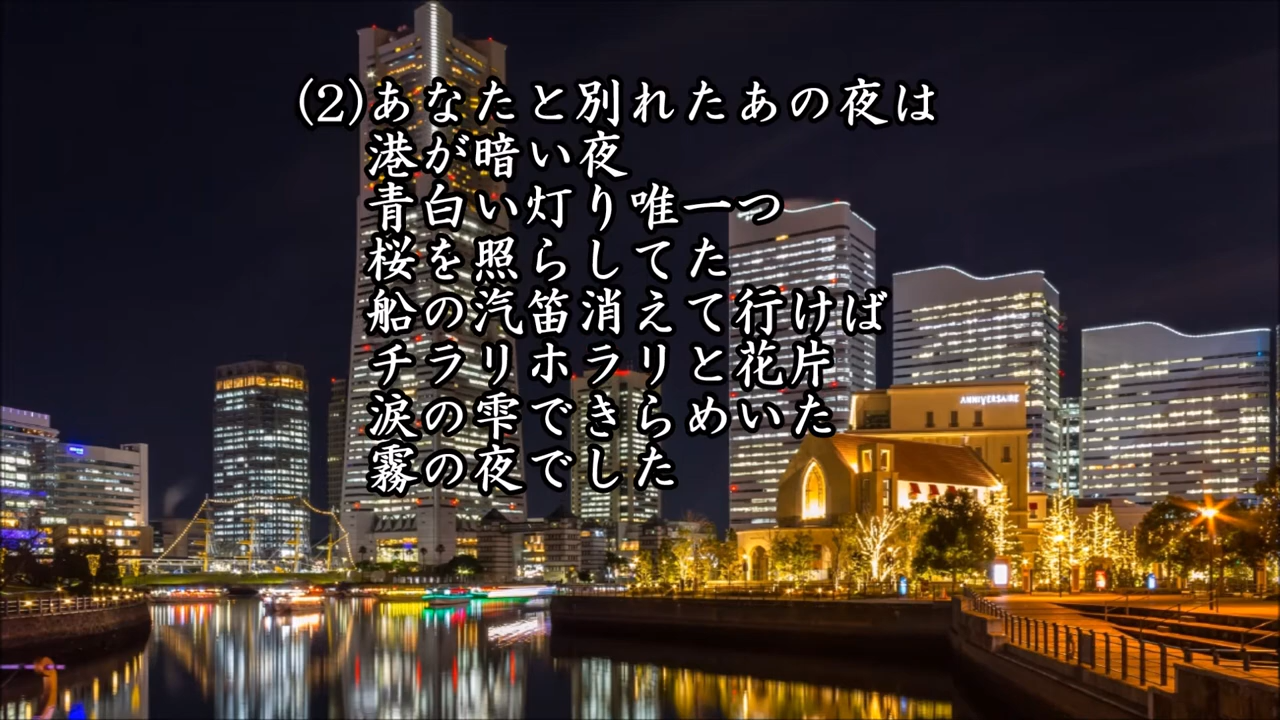 (2)あなたと別れたあの夜は
港が暗い夜
青白い灯り唯一つ
桜を照らしてた
船の汽笛消えて行けば
チラリホラリと花片
涙の雫できらめいた
霧の夜でした
ANNIVERSAIRE